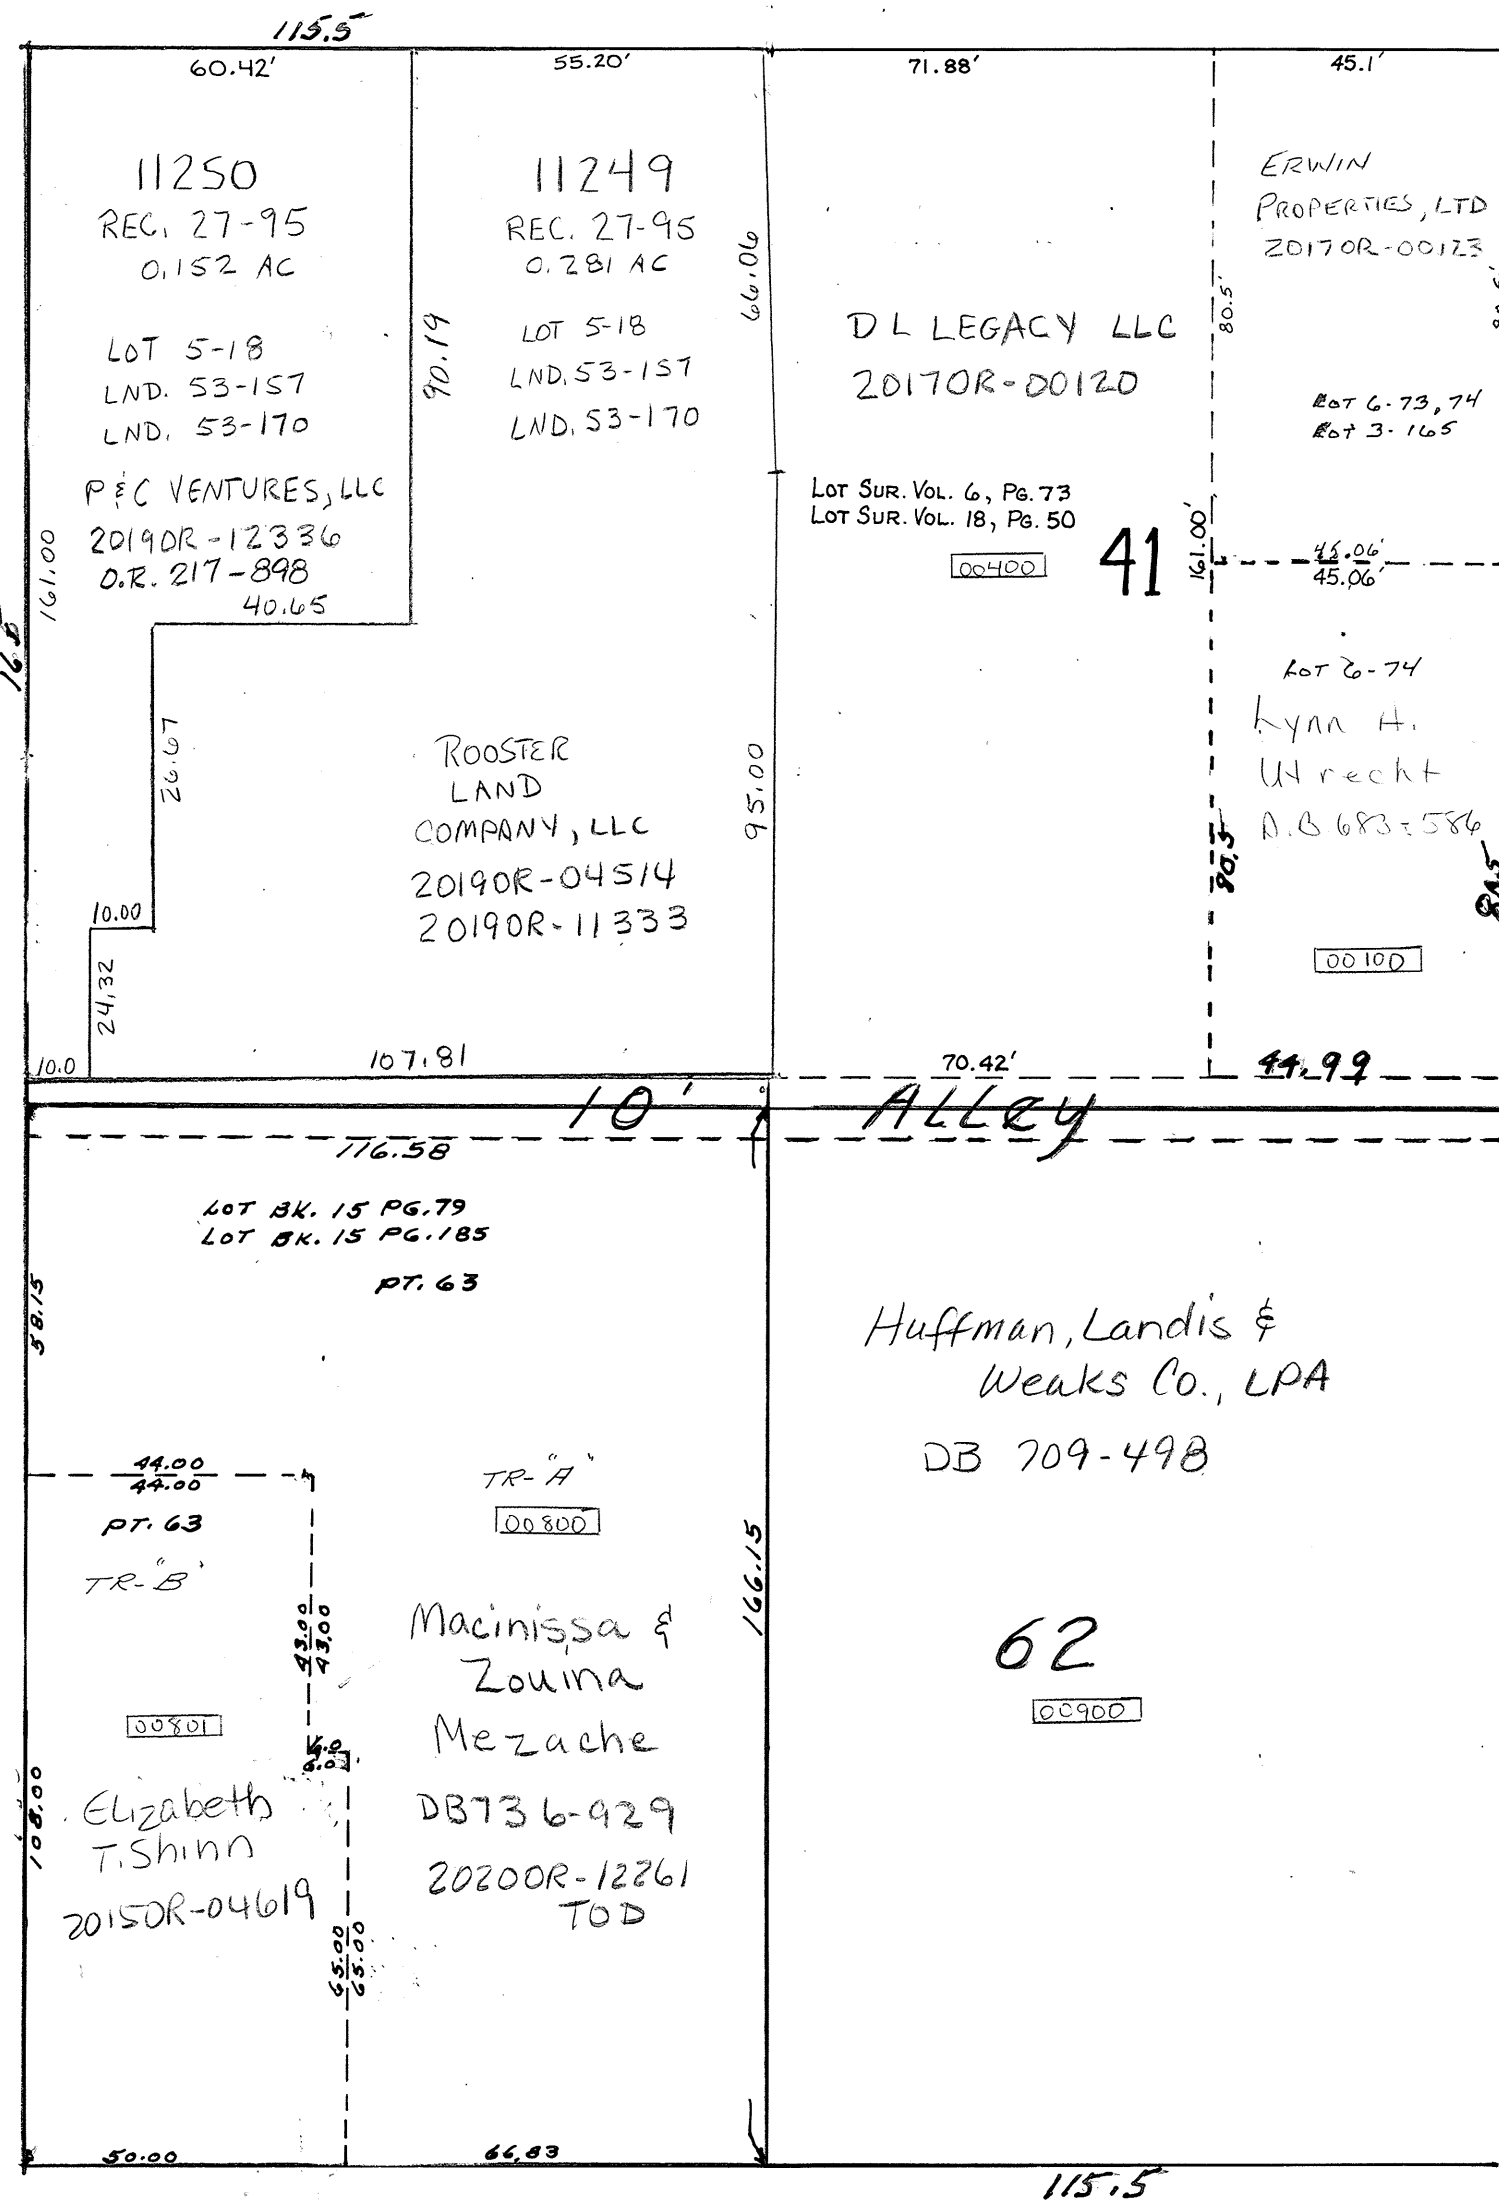 115.5
60.42'
55.20'
71.88'
45.1'
11250
REC. 27-95
0.152 AC
LOT 5-18
LND. 53-157
LND. 53-170
P&C VENTURES, LLC
2019OR-12336
O.R. 217-898
40.65
161.00
90.19
26.67
10.00
24.32
10.0
107.81
11249
REC. 27-95
0.281 AC
LOT 5-18
LND. 53-157
LND. 53-170
66.06
95.00
ROOSTER
LAND
COMPANY, LLC
2019OR-04514
2019OR-11333
D L LEGACY LLC
2017OR-00120
LOT SUR. VOL. 6, PG. 73
LOT SUR. VOL. 18, PG. 50
00400
41
80.5'
161.00'
80.5
70.42'
ERWIN
PROPERTIES, LTD
2017OR-00123
LOT 6-73, 74
LOT 3-165
45.06'
45.06'
LOT 6-74
Lynn H.
Utrecht
D.B 683-586
00100
44.99
10' ALLEY
116.58
LOT BK. 15 PG. 79
LOT BK. 15 PG. 185
PT. 63
58.15
44.00
44.00
PT. 63
TR-"B"
43.00
43.00
00801
6.0
Elizabeth
T. Shinn
2015OR-04619
108.00
65.00
65.00
50.00
TR-"A"
00800
Macinissa &
Zouina
Mezache
DB736-929
2020OR-12261
TOD
166.15
66.83
Huffman, Landis &
Weaks Co., LPA
DB 709-498
62
00900
115.5